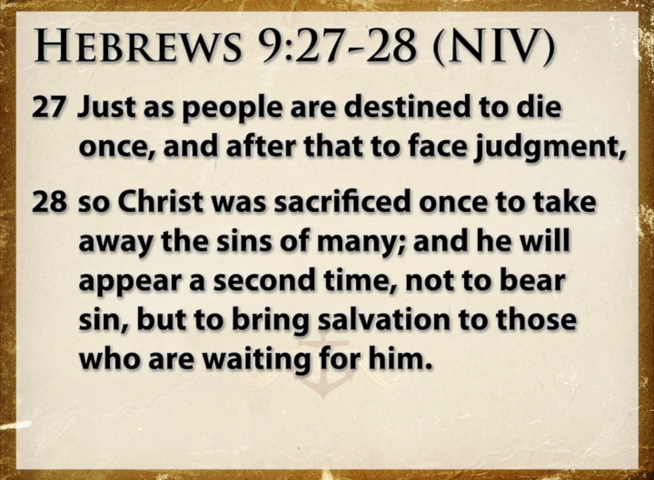 Hebrews 9:27-28 (NIV)
27 Just as people are destined to die
once, and after that to face judgment,
28 so Christ was sacrificed once to take
away the sins of many; and he will
appear a second time, not to bear
sin, but to bring salvation to those
who are waiting for him.